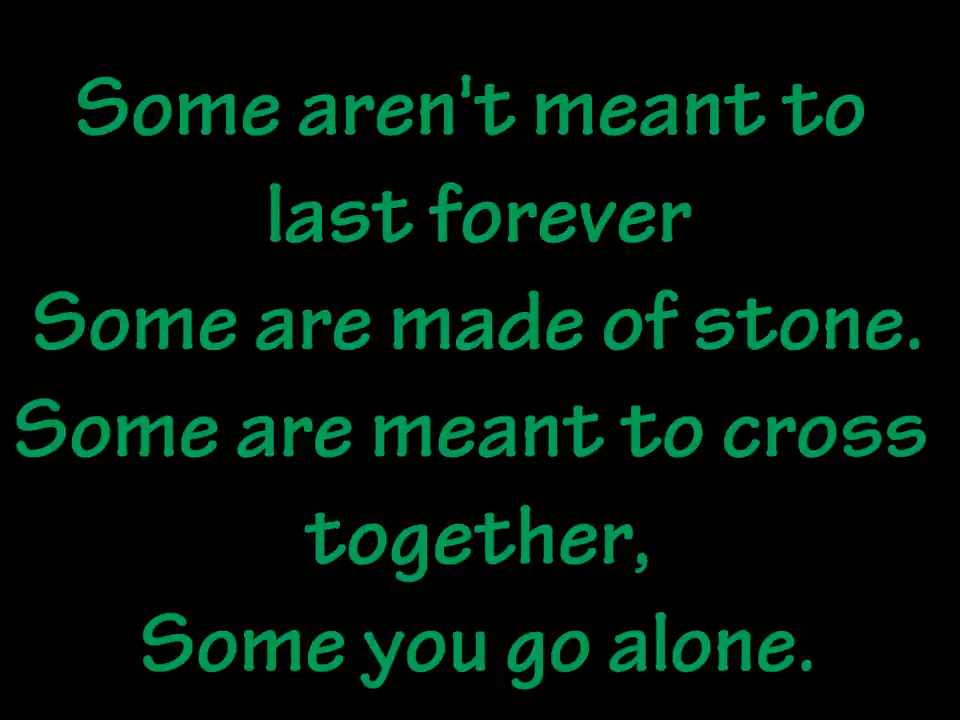 Some aren't meant to
last forever
Some are made of stone.
Some are meant to cross
together,
Some you go alone.